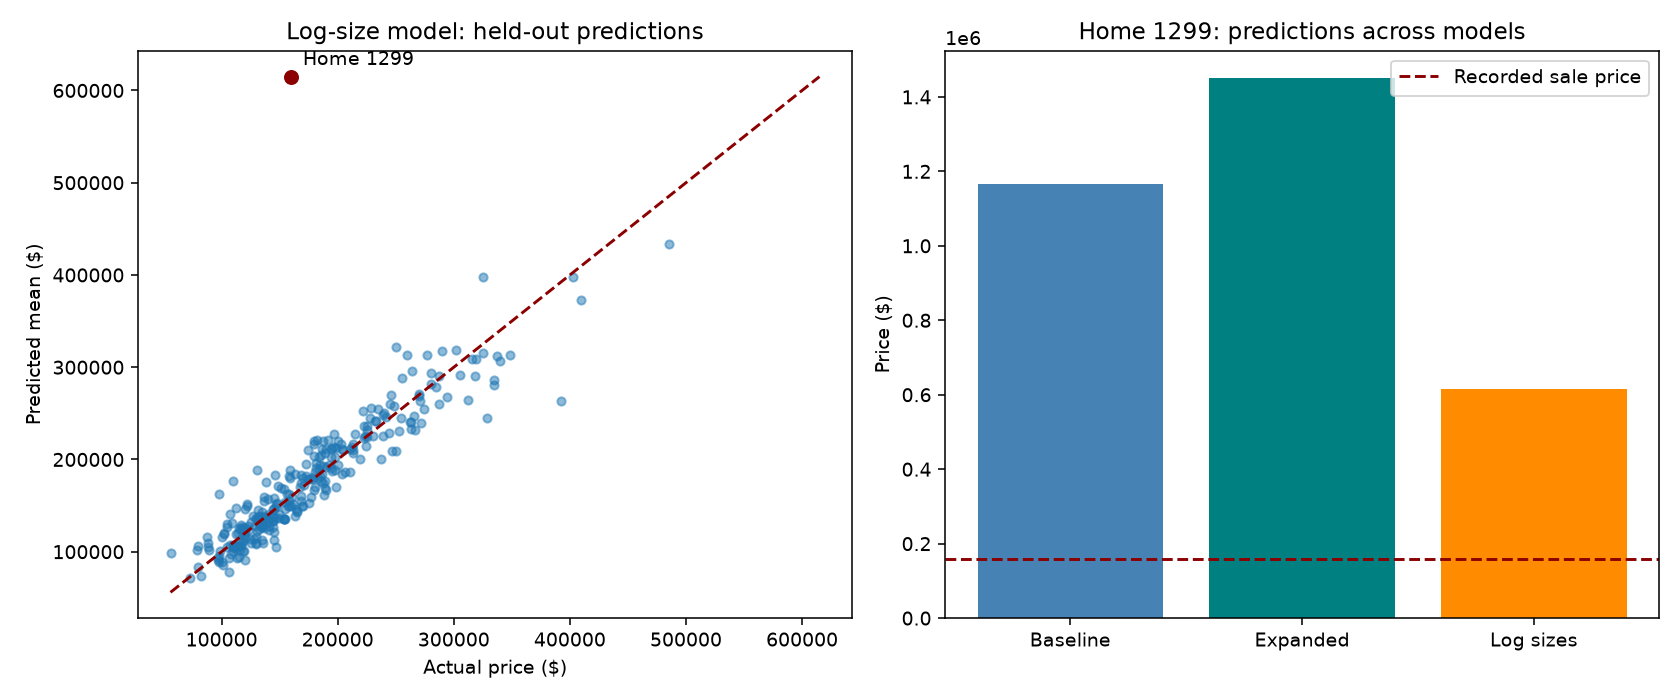 Log-size model: held-out predictions
Home 1299
600000
500000
400000
300000
200000
100000
Predicted mean ($)
100000 200000 300000 400000 500000 600000
Actual price ($)
Home 1299: predictions across models
1e6
Recorded sale price
1.4
1.2
1.0
0.8
0.6
0.4
0.2
0.0
Price ($)
Baseline Expanded Log sizes